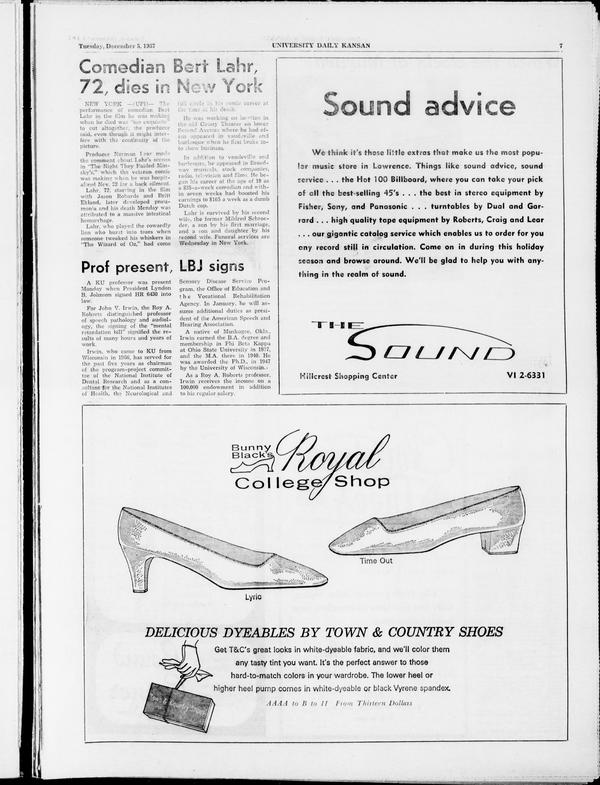 Tuesday, December 5, 1967
UNIVERSITY DAILY KANSAN
7
Comedian Bert Lahr,
72, dies in New York
NEW YORK —(UPI)— The
performance of comedian Bert
Lahr in the film he was making
when he died was "too exquisite"
to cut altogether, the producer
said, even though it might inter-
fere with the continuity of the
picture.
Producer Norman Lear made
the comment about Lahr's scenes
in "The Night They Raided Min-
sky's," which the veteran comic
was making when he was hospit-
alized Nov. 22 for a back ailment.
Lahr, 72, starring in the film
with Jason Robards and Britt
Ekland, later developed pneu-
monia and his death Monday was
attributed to a massive intestinal
hemorrhage.
Lahr, who played the cowardly
lion who burst into tears when
someone tweaked his whiskers in
"The Wizard of Oz," had come
full circle in his comic career at
the time of his death.
He was working on location in
the old Gayety Theater on lower
Second Avenue where he had of-
ten appeared in vaudeville and
burlesque when he first broke in-
to show business.
In addition to vaudeville and
burlesque, he appeared in Broad-
way musicals, stock companies,
radio, television and films. He be-
gan his career at the age of 19 as
a $35-a-week comedian and with-
in seven weeks had boosted his
earnings to $165 a week as a dumb
Dutch cop.
Lahr is survived by his second
wife, the former Mildred Schroe-
der, a son by his first marriage,
and a son and daughter by his
second wife. Funeral services are
Wednesday in New York.
Prof present, LBJ signs
A KU professor was present
Monday when President Lyndon
B. Johnson signed HR 6430 into
law.
For John V. Irwin, the Roy A.
Roberts distinguished professor
of speech pathology and audiol-
ogy, the signing of the "mental
retardation bill" signified the re-
sults of many hours and years of
work.
Irwin, who came to KU from
Wisconsin in 1966, has served for
the past five years as chairman
of the program-project commit-
tee of the National Institute of
Dental Research and as a con-
sultant for the National Institutes
of Health, the Neurological and
Sensory Disease Service Pro-
gram, the Office of Education and
the Vocational Rehabilitation
Agency. In January, he will as-
sume additional duties as presi-
dent of the American Speech and
Hearing Association.
A native of Muskogee, Okla.,
Irwin earned the B.A. degree and
membership in Phi Beta Kappa
at Ohio State University in 1937,
and the M.A. there in 1940. He
was awarded the Ph.D. in 1947
by the University of Wisconsin.
As a Roy A. Roberts professor,
Irwin receives the income on a
100,000 endowment in addition
to his regular salary.
Sound advice
We think it's those little extras that make us the most popu-
lar music store in Lawrence. Things like sound advice, sound
service . . . the Hot 100 Billboard, where you can take your pick
of all the best-selling 45's . . . the best in stereo equipment by
Fisher, Sony, and Panasonic . . . turntables by Dual and Gar-
rard . . . high quality tape equipment by Roberts, Craig and Lear
. . . our gigantic catalog service which enables us to order for you
any record still in circulation. Come on in during this holiday
season and browse around. We'll be glad to help you with any-
thing in the realm of sound.
THE
SOUND
Hillcrest Shopping Center
VI 2-6331
Bunny
Black's Royal
College Shop
Time Out
Lyric
DELICIOUS DYEABLES BY TOWN & COUNTRY SHOES
Get T&C's great looks in white-dyeable fabric, and we'll color them
any tasty tint you want. It's the perfect answer to those
hard-to-match colors in your wardrobe. The lower heel or
higher heel pump comes in white-dyeable or black Vyrene spandex.
AAAA to B to 11 From Thirteen Dollars